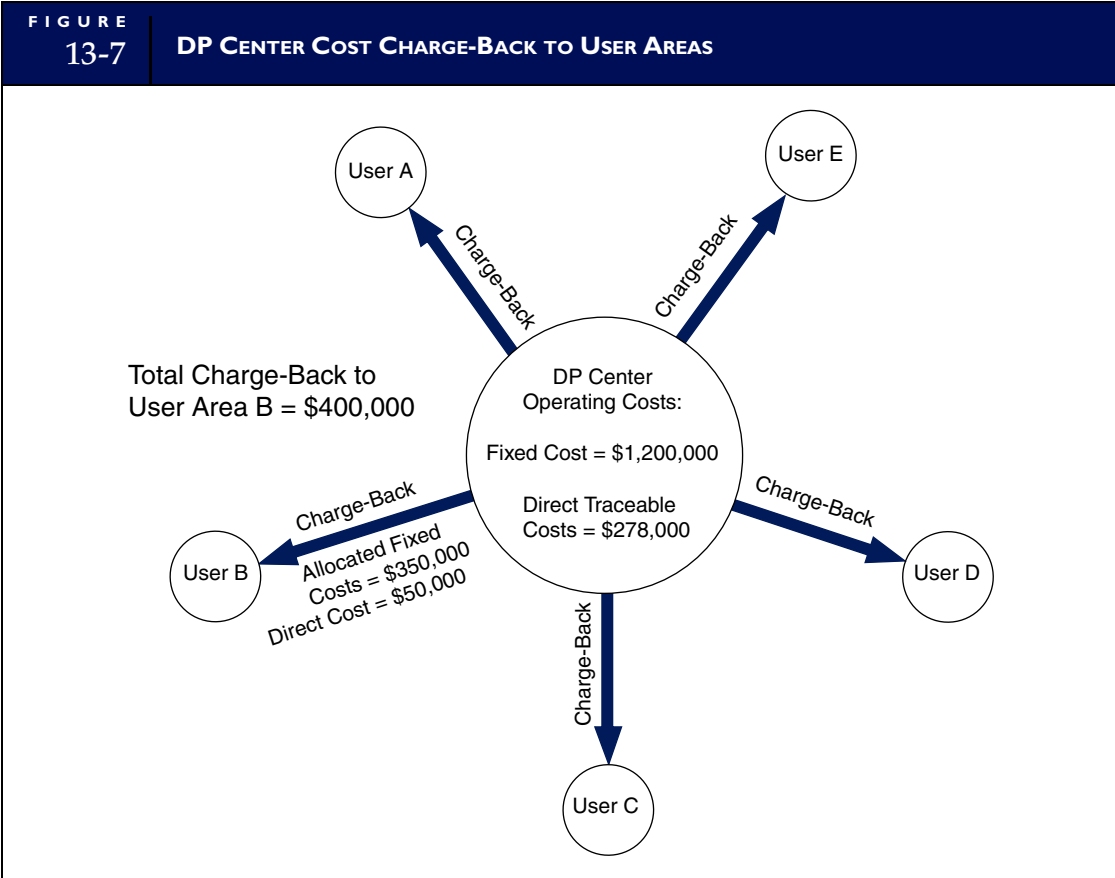 FIGURE
13-7
DP CENTER COST CHARGE-BACK TO USER AREAS
User A
User E
Charge-Back
Charge-Back
Total Charge-Back to
User Area B = $400,000
DP Center
Operating Costs:
Fixed Cost = $1,200,000
Direct Traceable
Costs = $278,000
Charge-Back
Charge-Back
User B
Allocated Fixed
Costs = $350,000
Direct Cost = $50,000
User D
Charge-Back
User C